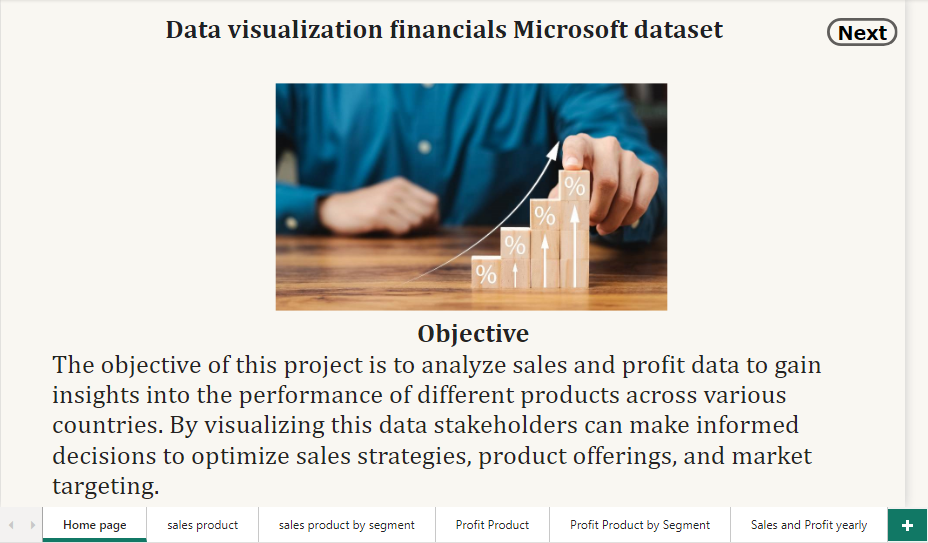 Data visualization financials Microsoft dataset
Next
%
%
%
%
Objective
The objective of this project is to analyze sales and profit data to gain
insights into the performance of different products across various
countries. By visualizing this data stakeholders can make informed
decisions to optimize sales strategies, product offerings, and market
targeting.
Home page
sales product
sales product by segment
Profit Product
Profit Product by Segment
Sales and Profit yearly
+